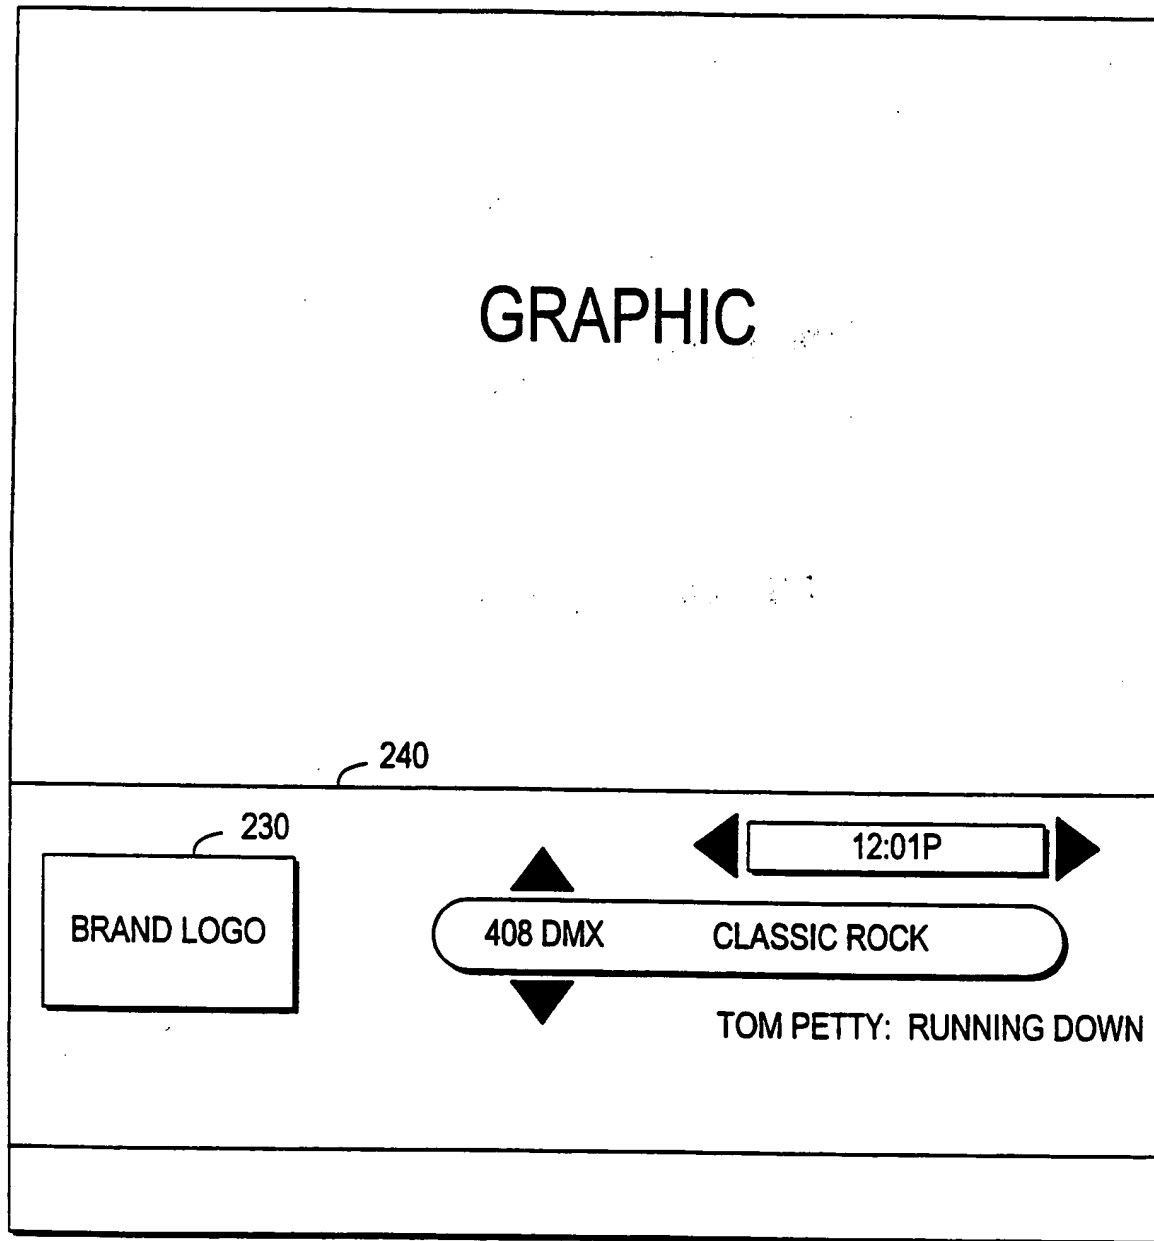 GRAPHIC
240
230
12:01P
BRAND LOGO
408 DMX CLASSIC ROCK
TOM PETTY: RUNNING DOWN